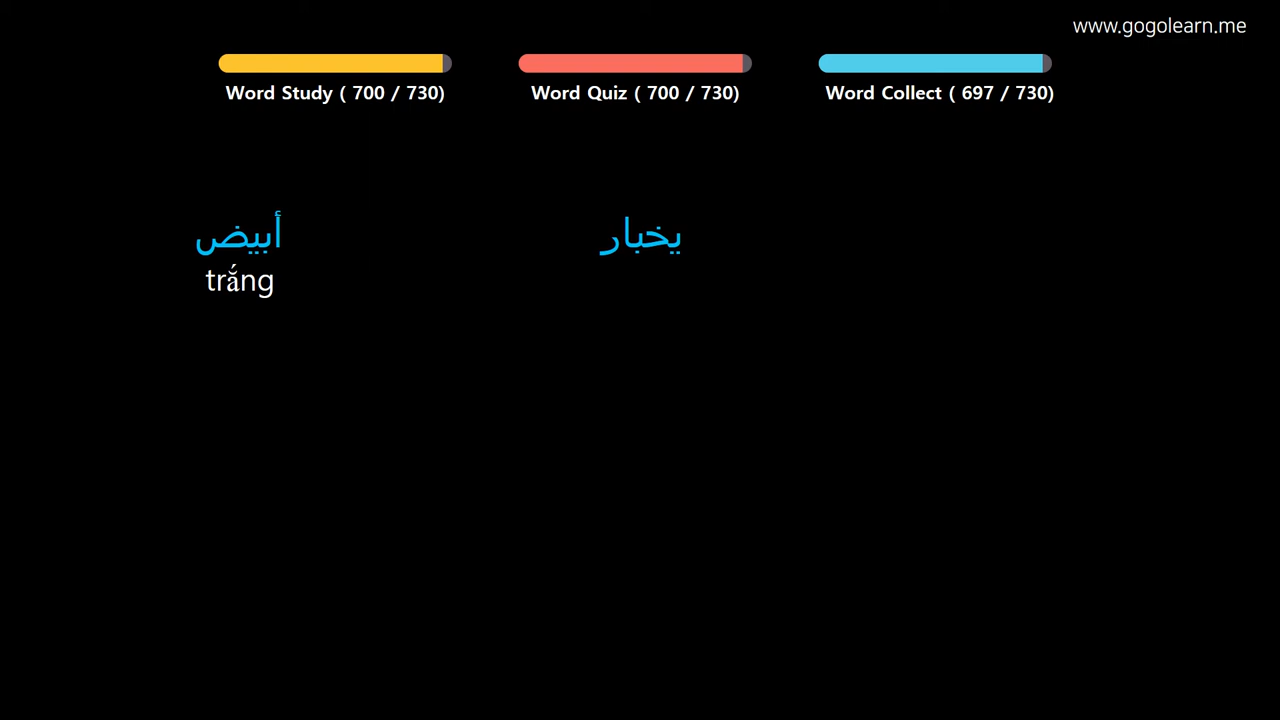 www.gogolearn.me
Word Study ( 700 / 730)
Word Quiz ( 700 / 730)
Word Collect ( 697 / 730)
أبيض
trắng
يخبار